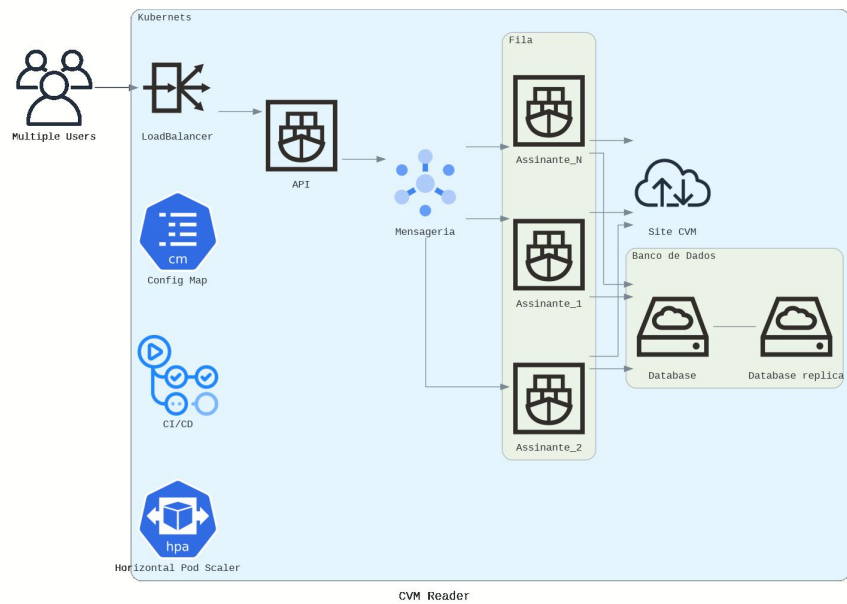 Kubernets
Fila
Multiple Users
LoadBalancer
API
Mensageria
Assinante_N
Site CVM
cm
Config Map
Assinante_1
Banco de Dados
Database
Database replica
CI/CD
Assinante_2
hpa
Horizontal Pod Scaler
CVM Reader